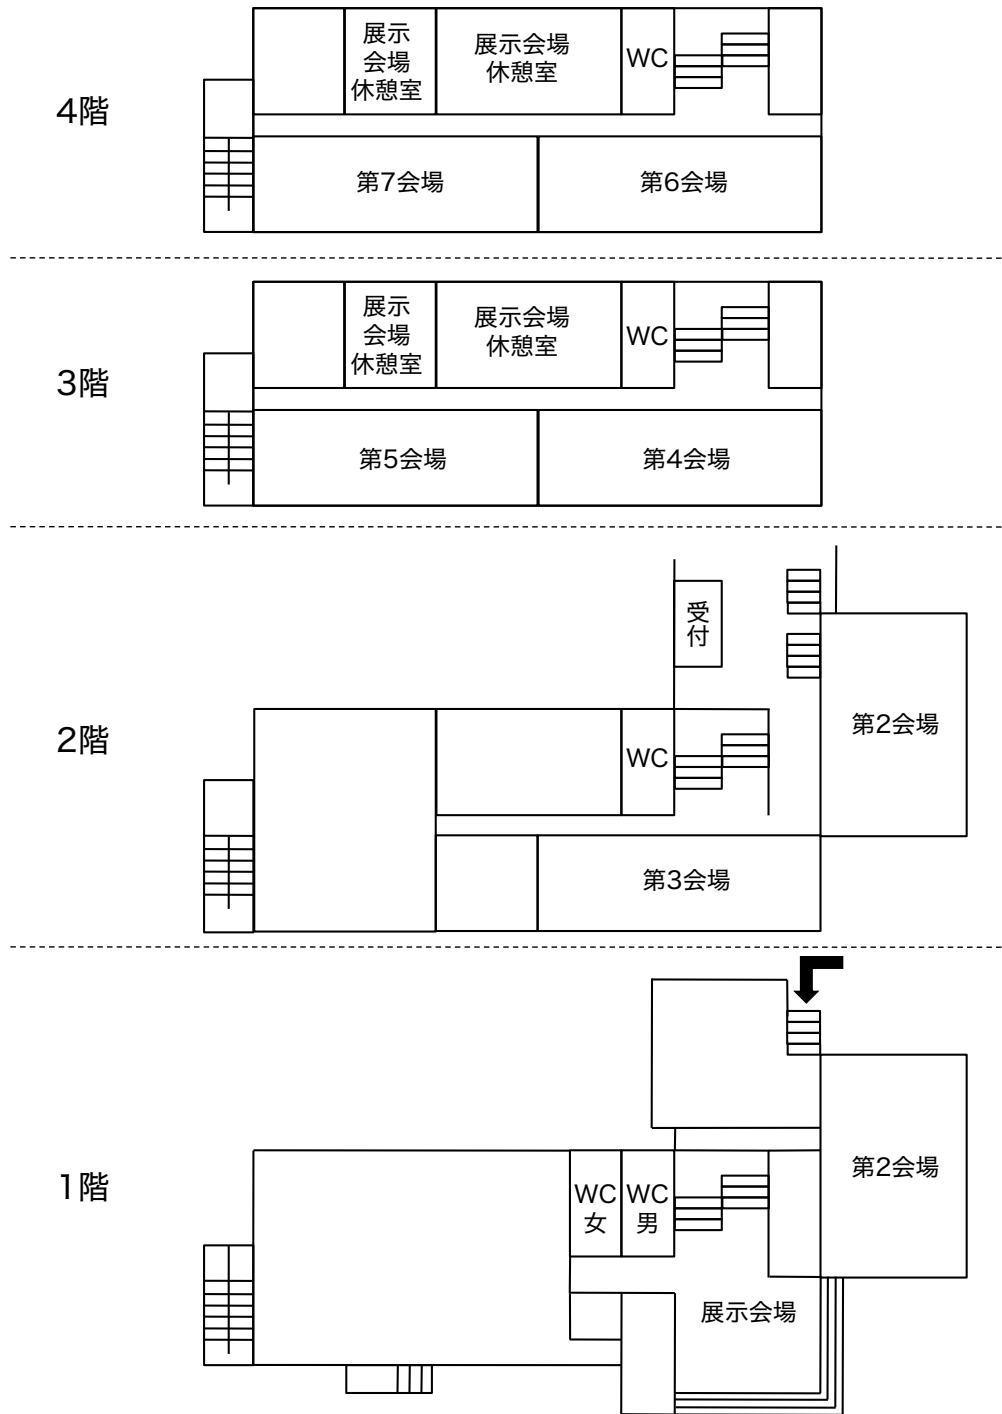 4階
展示
会場
休憩室
展示会場
休憩室
WC
第7会場
第6会場
3階
展示
会場
休憩室
展示会場
休憩室
WC
第5会場
第4会場
2階
受
付
第2会場
WC
第3会場
1階
第2会場
WC
女
WC
男
展示会場